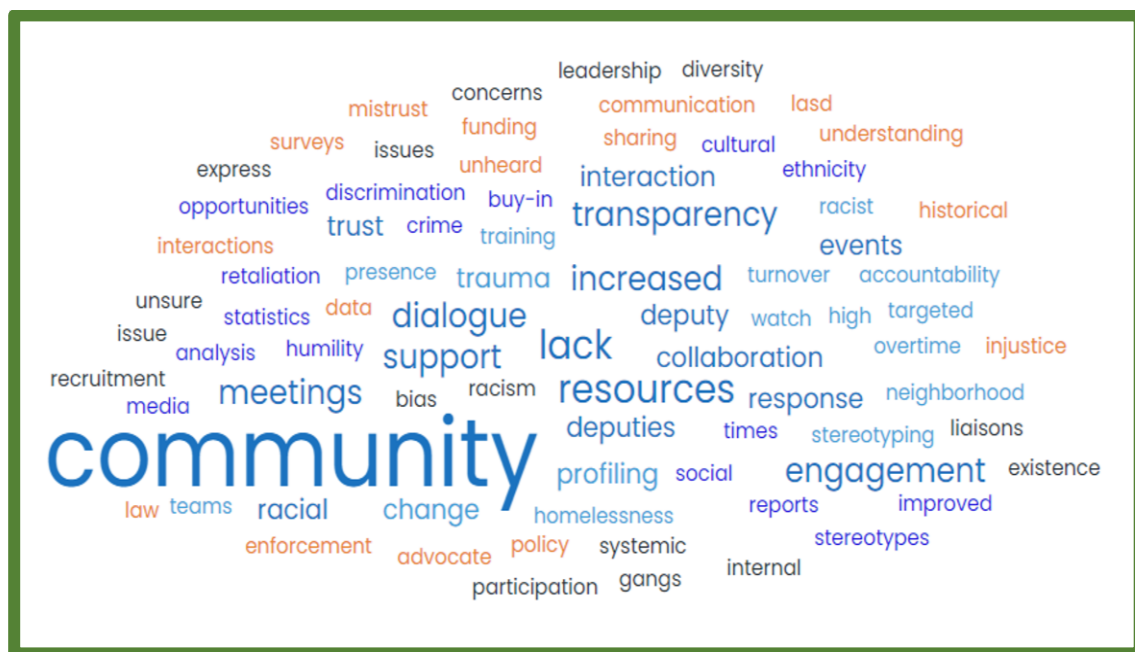 leadership diversity
concerns
mistrust communication lasd
funding
surveys sharing cultural understanding
issues
express unheard interaction ethnicity
discrimination
opportunities buy-in transparency racist historical
trust crime training
interactions events
retaliation presence trauma increased turnover accountability
unsure data
statistics dialogue deputy watch high targeted
issue
analysis humility support lack collaboration overtime injustice
recruitment
media meetings bias racism resources response neighborhood
deputies times stereotyping liaisons
community
profiling social engagement existence
law teams racial change homelessness reports improved
enforcement advocate policy systemic stereotypes
participation gangs internal